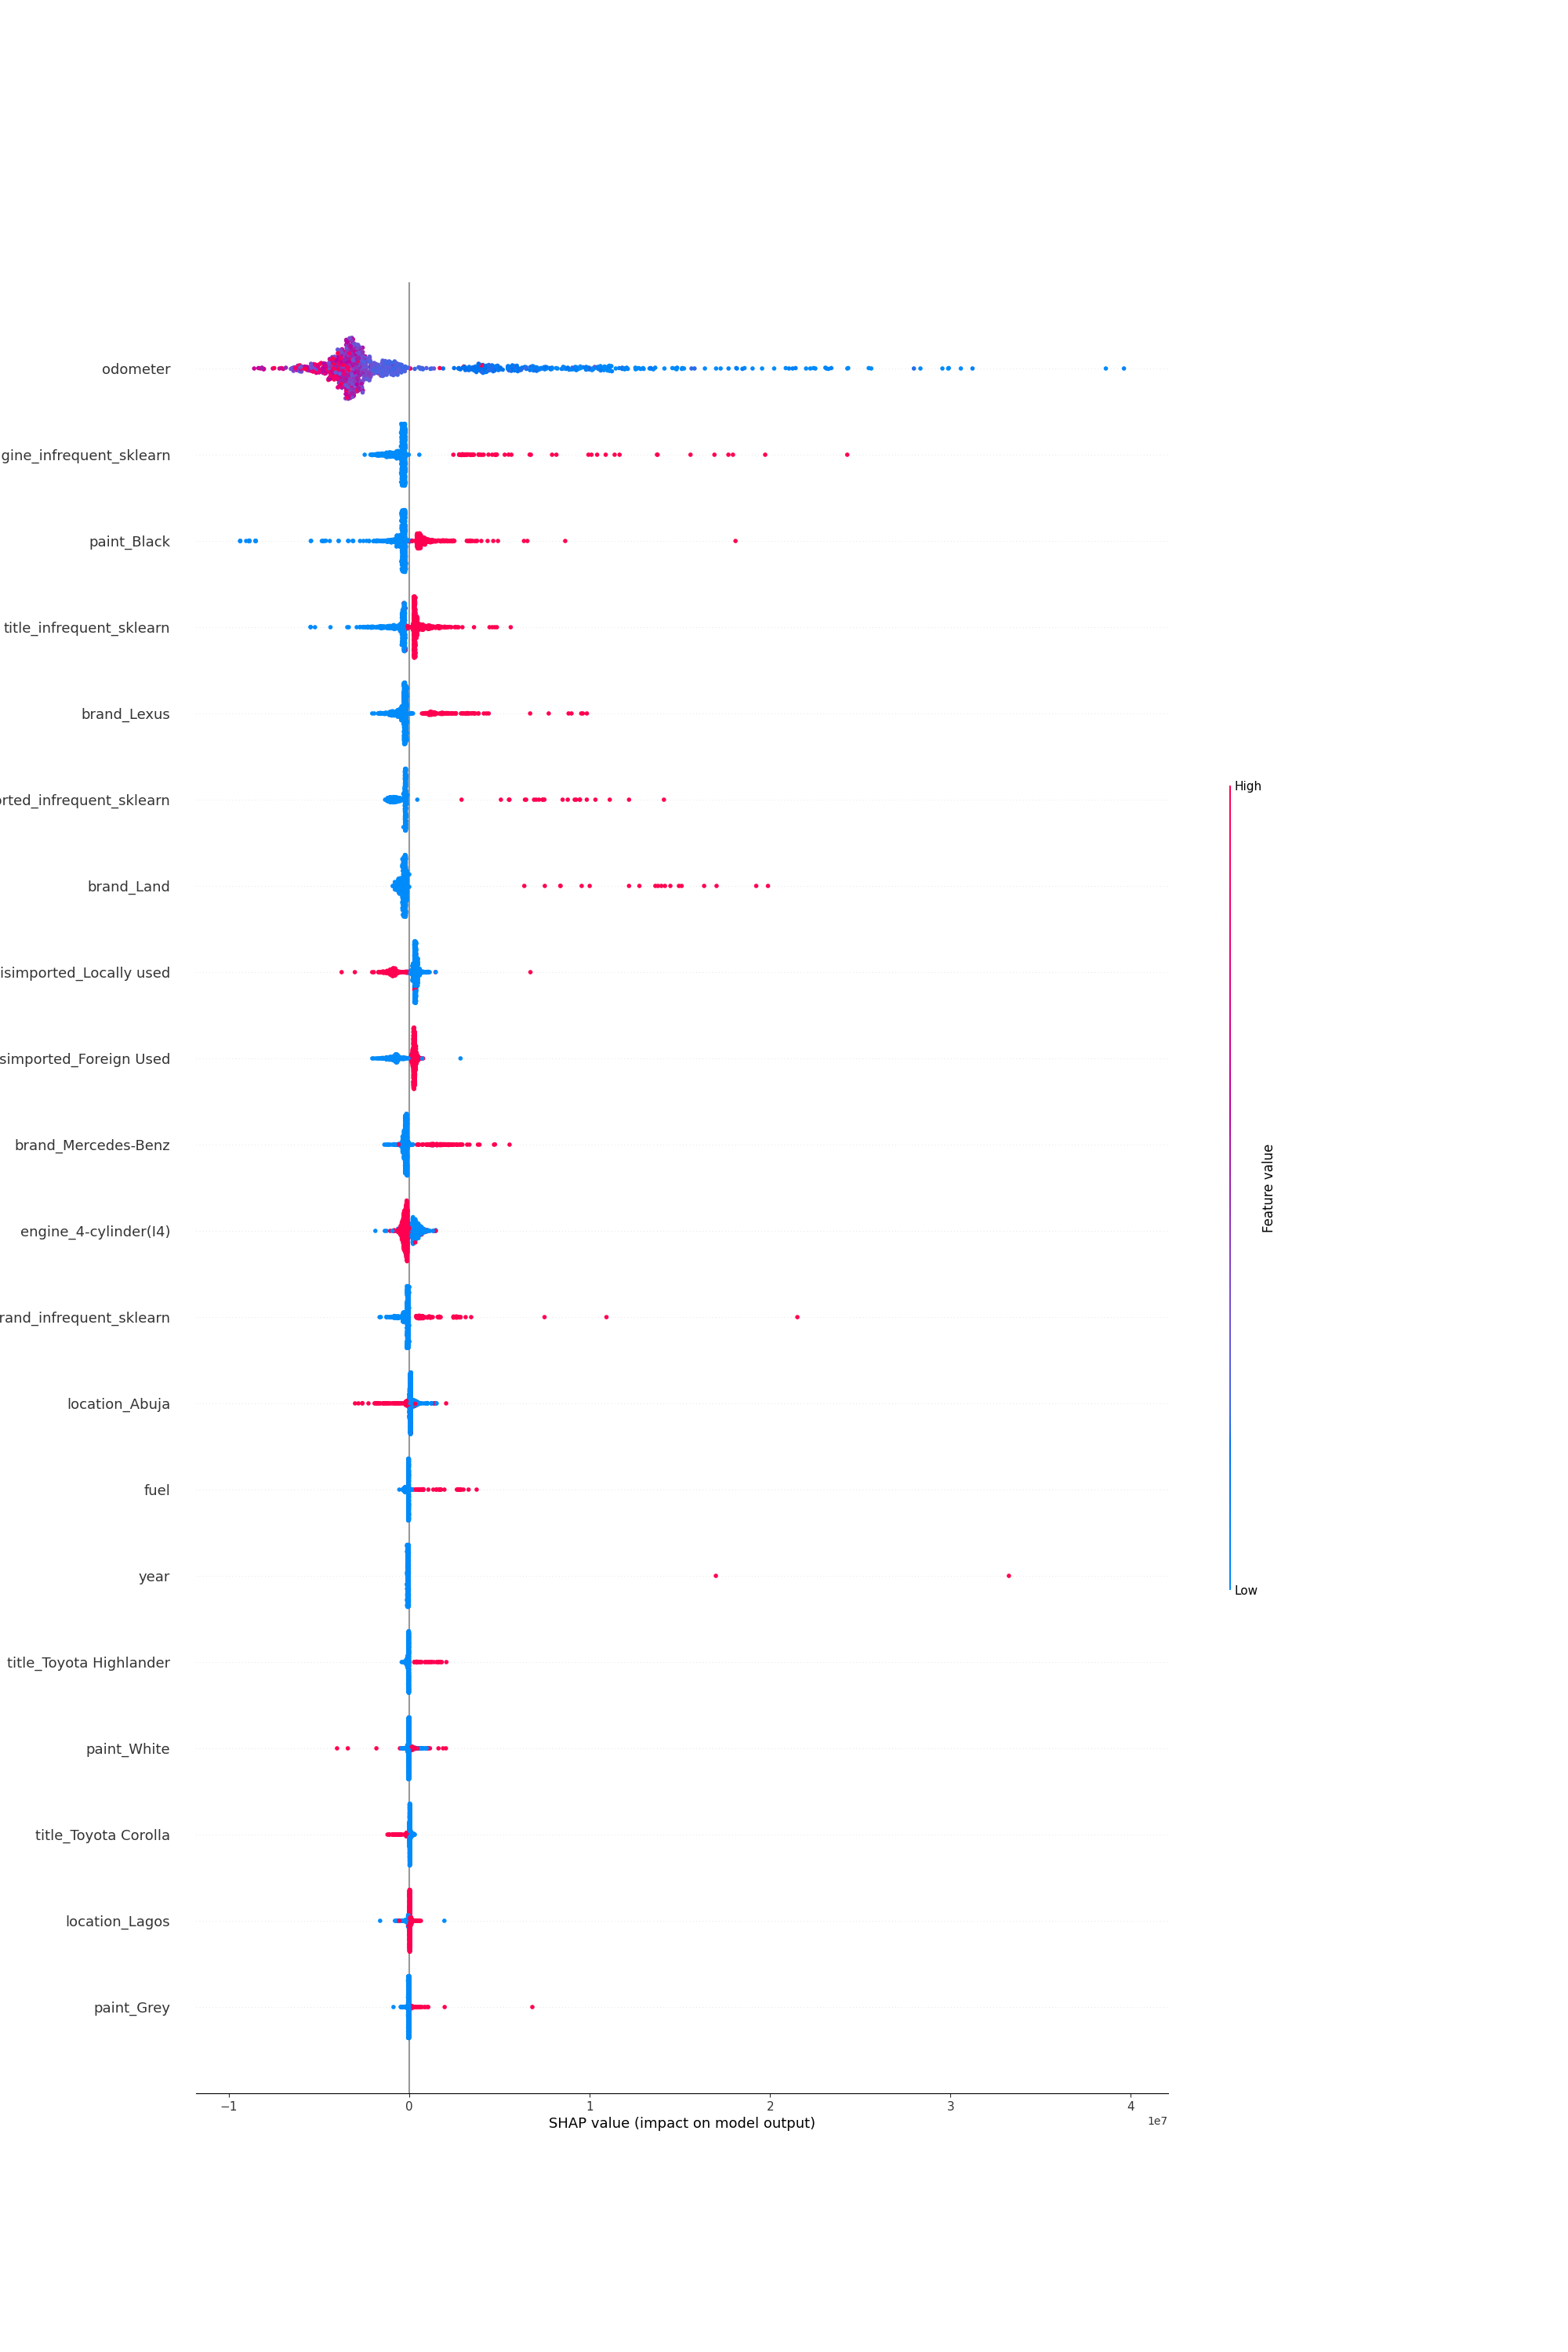 odometer
gine_infrequent_sklearn
paint_Black
title_infrequent_sklearn
brand_Lexus
orted_infrequent_sklearn
brand_Land
isimported_Locally used
simported_Foreign Used
brand_Mercedes-Benz
engine_4-cylinder(I4)
rand_infrequent_sklearn
location_Abuja
fuel
year
title_Toyota Highlander
paint_White
title_Toyota Corolla
location_Lagos
paint_Grey
−1 0 1 2 3 4
1e7
SHAP value (impact on model output)
High
Feature value
Low